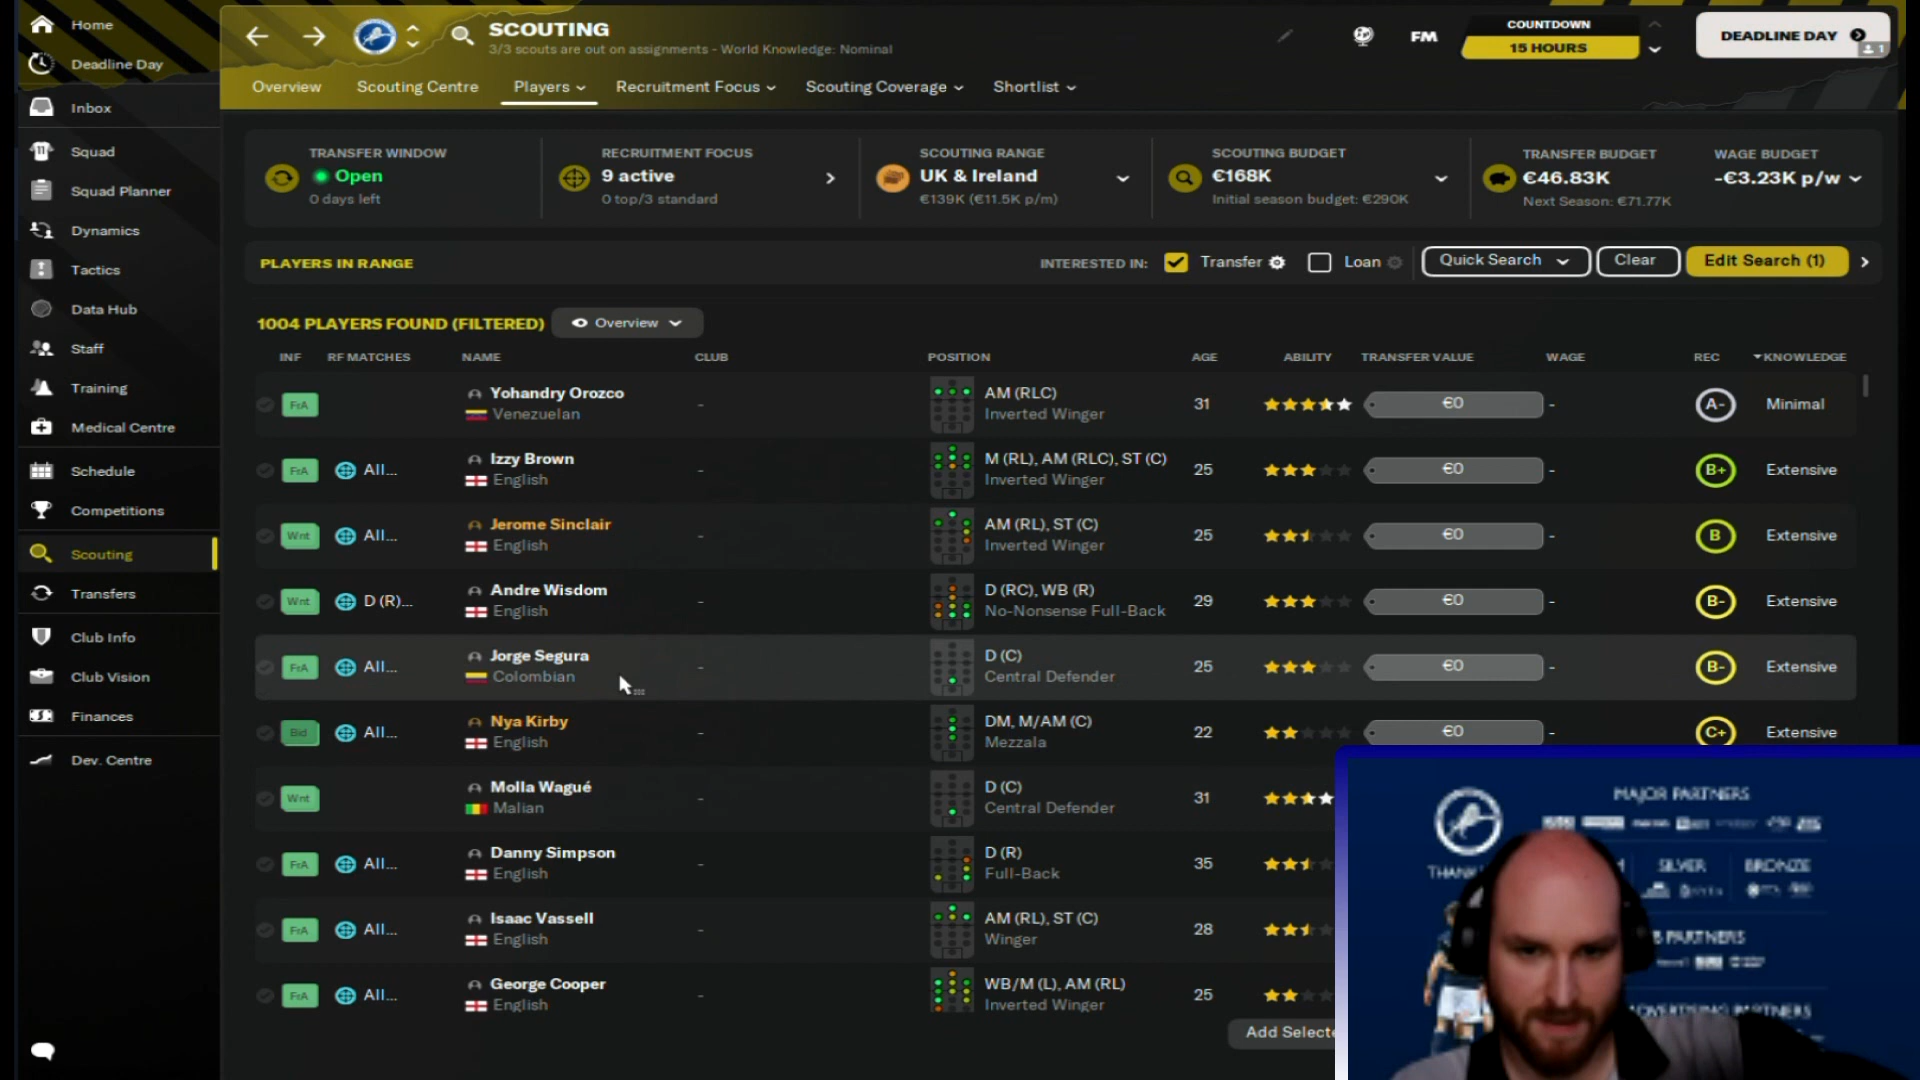 Home
Deadline Day
Inbox
Squad
Squad Planner
Dynamics
Tactics
Data Hub
Staff
Training
Medical Centre
Schedule
Competitions
Scouting
Transfers
Club Info
Club Vision
Finances
Dev. Centre
SCOUTING
3/3 scouts are out on assignments - World Knowledge: Nominal
FM
COUNTDOWN
15 HOURS
DEADLINE DAY
1
Overview Scouting Centre Players Recruitment Focus Scouting Coverage Shortlist
TRANSFER WINDOW
Open
0 days left
RECRUITMENT FOCUS
9 active
0 top/3 standard
SCOUTING RANGE
UK & Ireland
€139K (€11.5K p/m)
SCOUTING BUDGET
€168K
Initial season budget: €290K
TRANSFER BUDGET
€46.83K
Next Season: €71.77K
WAGE BUDGET
-€3.23K p/w
PLAYERS IN RANGE
INTERESTED IN: Transfer Loan
Quick Search
Clear
Edit Search (1)
1004 PLAYERS FOUND (FILTERED)
Overview
INF RF MATCHES NAME CLUB POSITION AGE ABILITY TRANSFER VALUE WAGE REC KNOWLEDGE
FrA Yohandry Orozco - AM (RLC) 31 €0 - A- Minimal
Venezuelan Inverted Winger
FrA All... Izzy Brown - M (RL), AM (RLC), ST (C) 25 €0 - B+ Extensive
English Inverted Winger
Wnt All... Jerome Sinclair - AM (RL), ST (C) 25 €0 - B Extensive
English Inverted Winger
Wnt D (R)... Andre Wisdom - D (RC), WB (R) 29 €0 - B- Extensive
English No-Nonsense Full-Back
FrA All... Jorge Segura - D (C) 25 €0 - B- Extensive
Colombian Central Defender
Bid All... Nya Kirby - DM, M/AM (C) 22 €0 - C+ Extensive
English Mezzala
Wnt Molla Wagué - D (C) 31
Malian Central Defender
FrA All... Danny Simpson - D (R) 35
English Full-Back
FrA All... Isaac Vassell - AM (RL), ST (C) 28
English Winger
FrA All... George Cooper - WB/M (L), AM (RL) 25
English Inverted Winger
Add Selecte
MAJOR PARTNERS
SILVER
BRONZE
PARTNERS
ADVERTISING PARTNERS